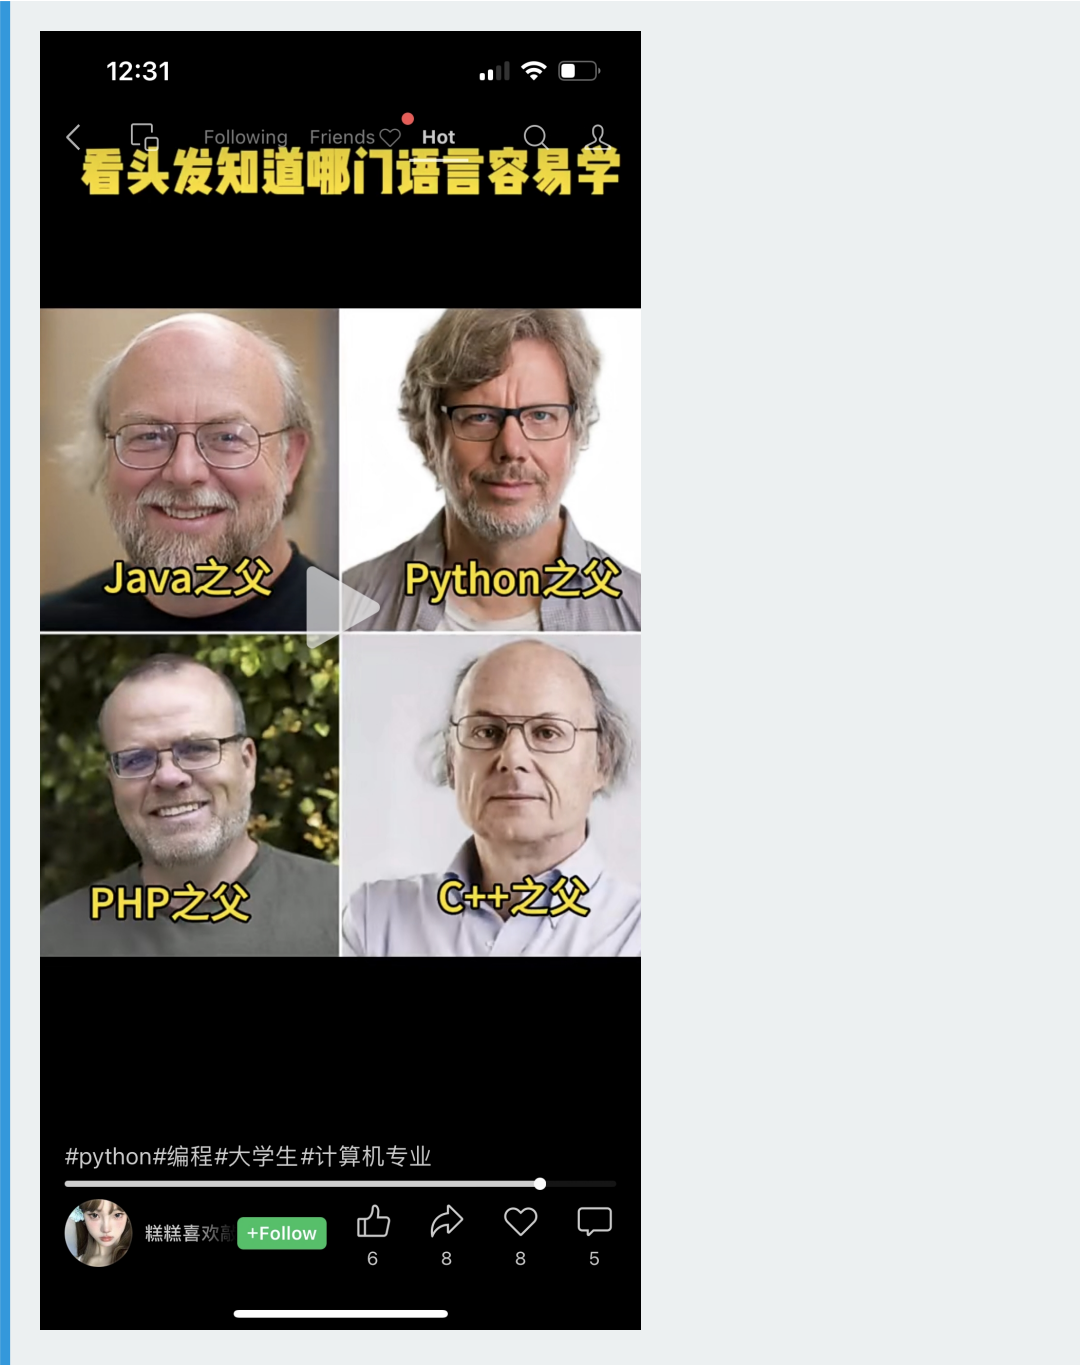 12:31
Following Friends Hot
看头发知道哪门语言容易学
Java之父
Python之父
PHP之父
C++之父
#python#编程#大学生#计算机专业
糕糕喜欢
+Follow
6
8
8
5